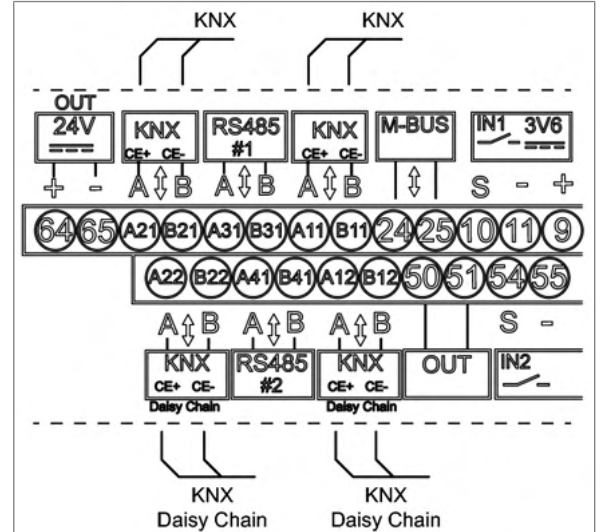 KNX KNX
OUT
24V KNX RS485 KNX M-BUS IN1 3V6
CE+ CE- #1 CE+ CE-
+ - A B A B A B S - +
64 65 A21 B21 A31 B31 A11 B11 24 25 10 11 9
A22 B22 A41 B41 A12 B12 50 51 54 55
A B A B A B S -
KNX RS485 KNX OUT IN2
CE+ CE- #2 CE+ CE-
Daisy Chain Daisy Chain
KNX KNX
Daisy Chain Daisy Chain